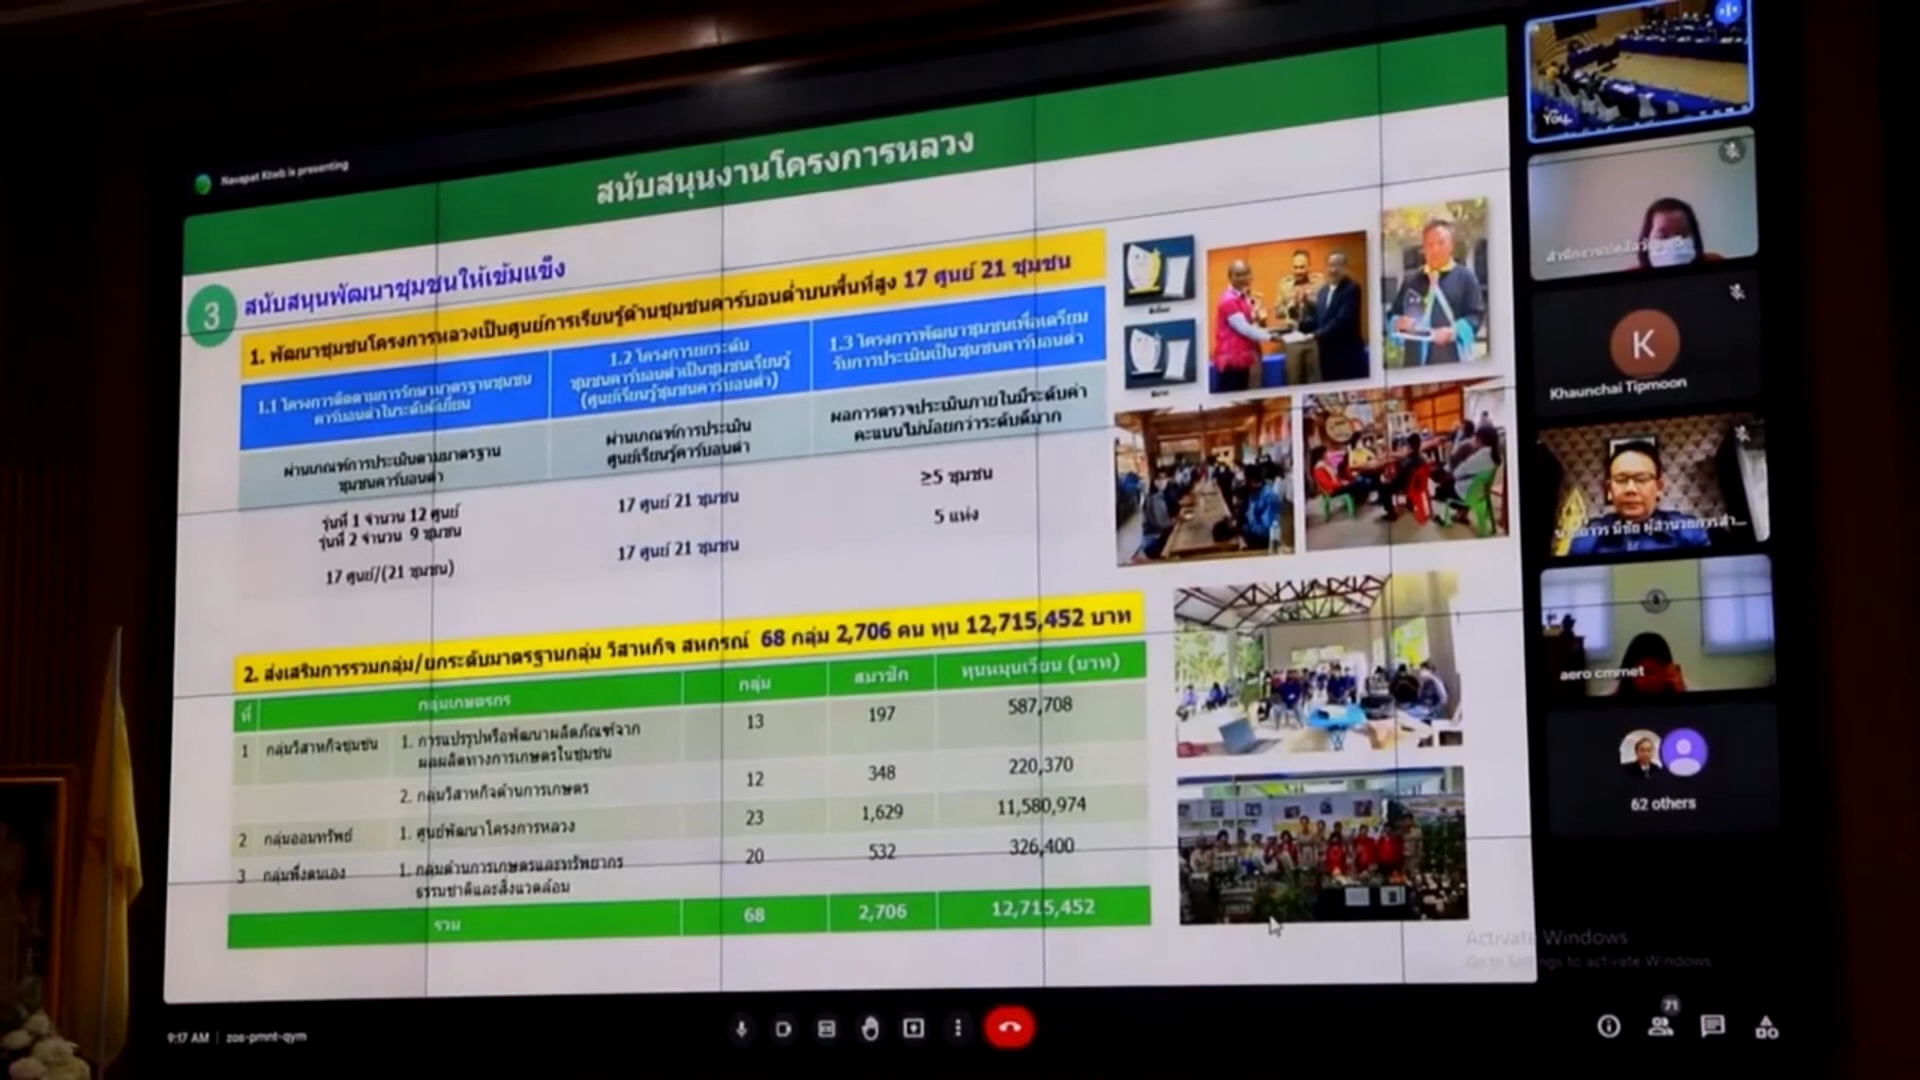 Navapat Ktwb is presenting
สนับสนุนงานโครงการหลวง
3 สนับสนุนพัฒนาชุมชนให้เข้มแข็ง
1. พัฒนาชุมชนโครงการหลวงเป็นศูนย์การเรียนรู้ด้านชุมชนคาร์บอนต่ำบนพื้นที่สูง 17 ศูนย์ 21 ชุมชน
1.1 โครงการติดตามการรักษามาตรฐานชุมชน
คาร์บอนต่ำในระดับดีเยี่ยม
1.2 โครงการยกระดับ
ชุมชนคาร์บอนต่ำเป็นชุมชนเรียนรู้
(ศูนย์เรียนรู้ชุมชนคาร์บอนต่ำ)
1.3 โครงการพัฒนาชุมชนเพื่อเตรียม
รับการประเมินเป็นชุมชนคาร์บอนต่ำ
ผ่านเกณฑ์การประเมินตามมาตรฐาน
ชุมชนคาร์บอนต่ำ
ผ่านเกณฑ์การประเมิน
ศูนย์เรียนรู้คาร์บอนต่ำ
ผลการตรวจประเมินภายในมีระดับค่า
คะแนนไม่น้อยกว่าระดับดีมาก
รุ่นที่ 1 จำนวน 12 ศูนย์
รุ่นที่ 2 จำนวน 9 ชุมชน
17 ศูนย์ 21 ชุมชน
≥5 ชุมชน
17 ศูนย์/(21 ชุมชน)
17 ศูนย์ 21 ชุมชน
5 แห่ง
2. ส่งเสริมการรวมกลุ่ม/ยกระดับมาตรฐานกลุ่ม วิสาหกิจ สหกรณ์ 68 กลุ่ม 2,706 คน ทุน 12,715,452 บาท
ที่ กลุ่มเกษตรกร กลุ่ม สมาชิก ทุนหมุนเวียน (บาท)
1 กลุ่มวิสาหกิจชุมชน 1. การแปรรูปหรือพัฒนาผลิตภัณฑ์จาก 13 197 587,708
ผลผลิตทางการเกษตรในชุมชน
2. กลุ่มวิสาหกิจด้านการเกษตร 12 348 220,370
2 กลุ่มออมทรัพย์ 1. ศูนย์พัฒนาโครงการหลวง 23 1,629 11,580,974
3 กลุ่มพึ่งตนเอง 1. กลุ่มด้านการเกษตรและทรัพยากร 20 532 326,400
ธรรมชาติและสิ่งแวดล้อม
รวม 68 2,706 12,715,452
You
K
Khaunchai Tipmoon
aero cmmet
62 others
Activate Windows
Go to Settings to activate Windows.
9:17 AM | zos-pmnt-qym
71